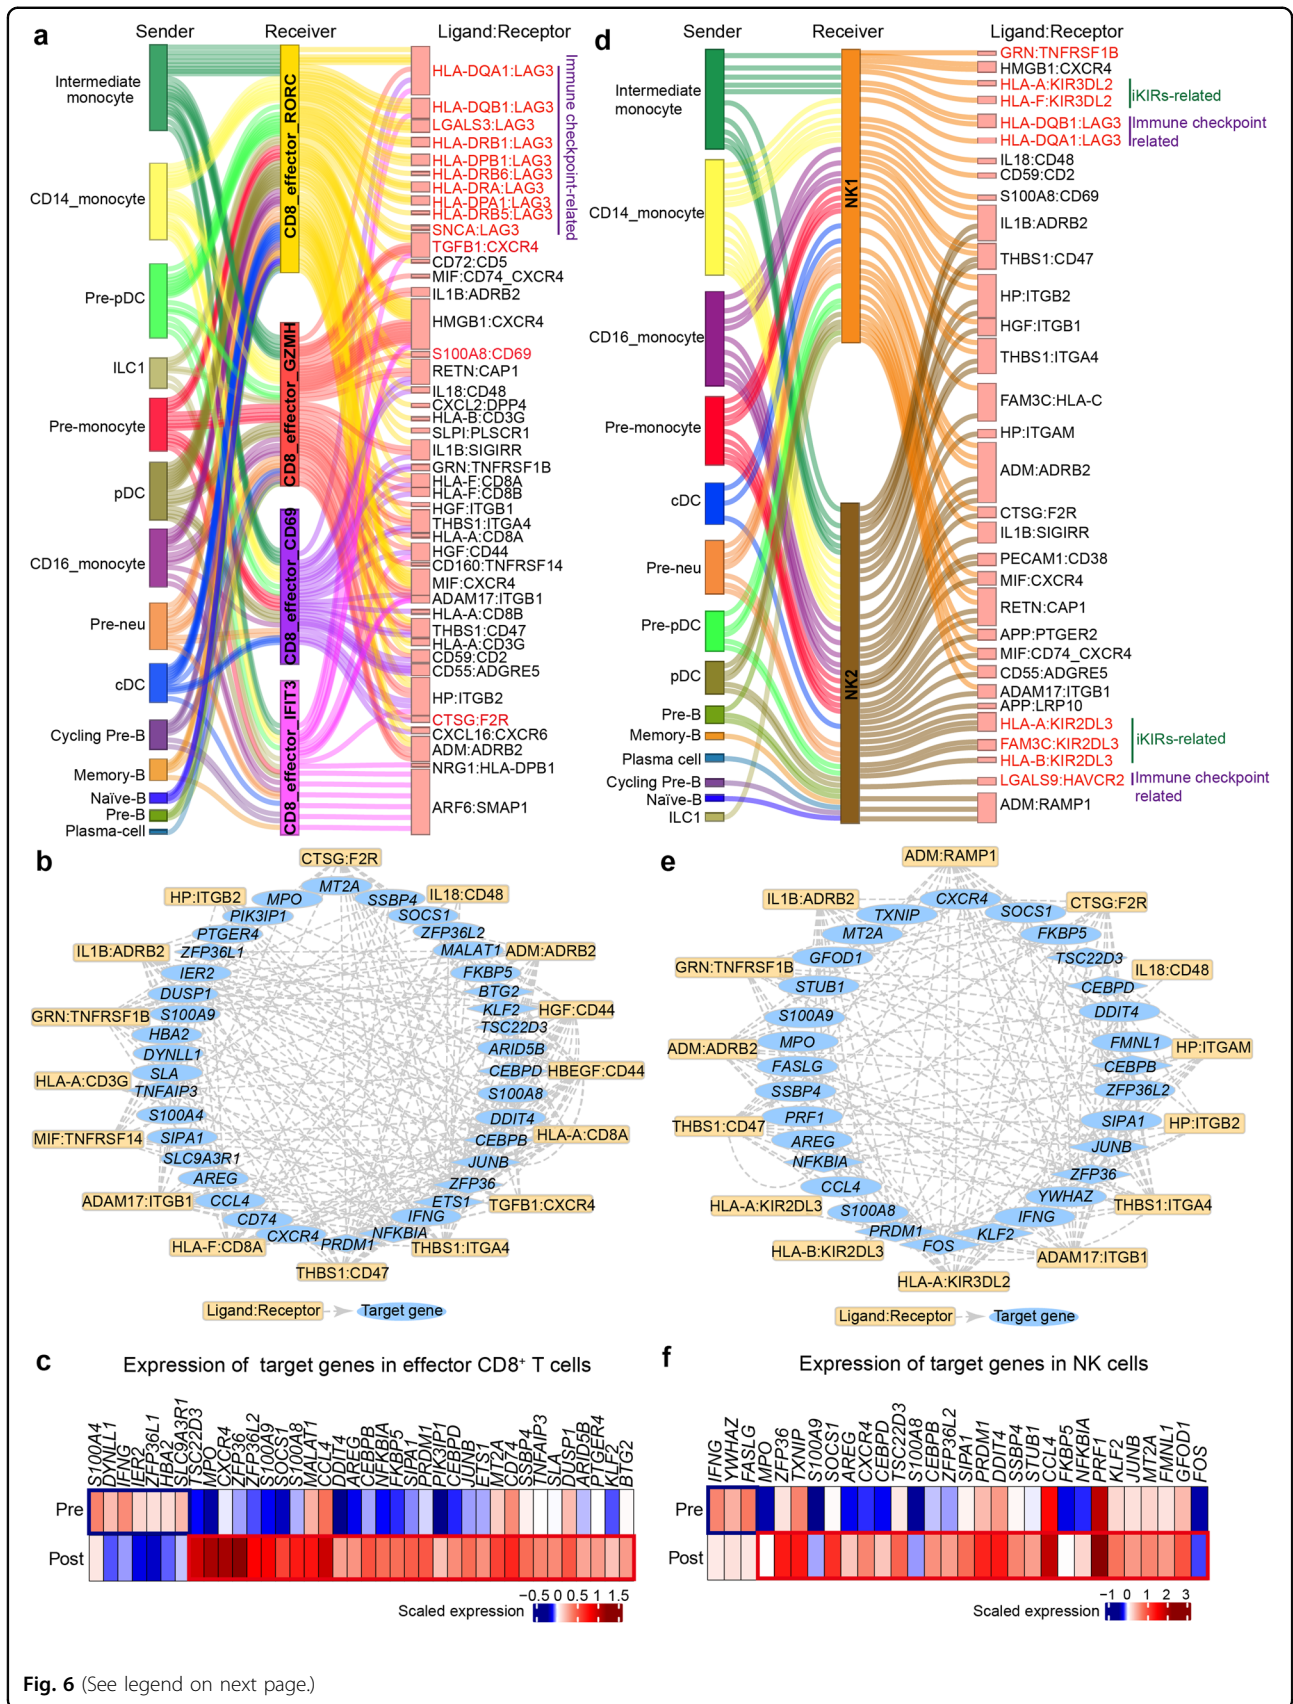 a
Sender
Receiver
Ligand:Receptor
Intermediate
monocyte
CD14_monocyte
Pre-pDC
ILC1
Pre-monocyte
pDC
CD16_monocyte
Pre-neu
cDC
Cycling Pre-B
Memory-B
Naïve-B
Pre-B
Plasma-cell
CD8_effector_RORC
CD8_effector_GZMH
CD8_effector_CD69
CD8_effector_IFIT3
HLA-DQA1:LAG3
HLA-DQB1:LAG3
LGALS3:LAG3
HLA-DRB1:LAG3
HLA-DPB1:LAG3
HLA-DRB6:LAG3
HLA-DRA:LAG3
HLA-DPA1:LAG3
HLA-DRB5:LAG3
SNCA:LAG3
TGFB1:CXCR4
CD72:CD5
MIF:CD74_CXCR4
IL1B:ADRB2
HMGB1:CXCR4
S100A8:CD69
RETN:CAP1
IL18:CD48
CXCL2:DPP4
HLA-B:CD3G
SLPI:PLSCR1
IL1B:SIGIRR
GRN:TNFRSF1B
HLA-F:CD8A
HLA-F:CD8B
HGF:ITGB1
THBS1:ITGA4
HLA-A:CD8A
HGF:CD44
CD160:TNFRSF14
MIF:CXCR4
ADAM17:ITGB1
HLA-A:CD8B
THBS1:CD47
HLA-A:CD3G
CD59:CD2
CD55:ADGRE5
HP:ITGB2
CTSG:F2R
CXCL16:CXCR6
ADM:ADRB2
NRG1:HLA-DPB1
ARF6:SMAP1
Immune checkpoint-related
d
Sender
Receiver
Ligand:Receptor
Intermediate
monocyte
CD14_monocyte
CD16_monocyte
Pre-monocyte
cDC
Pre-neu
Pre-pDC
pDC
Pre-B
Memory-B
Plasma cell
Cycling Pre-B
Naïve-B
ILC1
NK1
NK2
GRN:TNFRSF1B
HMGB1:CXCR4
HLA-A:KIR3DL2
HLA-F:KIR3DL2
HLA-DQB1:LAG3
HLA-DQA1:LAG3
IL18:CD48
CD59:CD2
S100A8:CD69
IL1B:ADRB2
THBS1:CD47
HP:ITGB2
HGF:ITGB1
THBS1:ITGA4
FAM3C:HLA-C
HP:ITGAM
ADM:ADRB2
CTSG:F2R
IL1B:SIGIRR
PECAM1:CD38
MIF:CXCR4
RETN:CAP1
APP:PTGER2
MIF:CD74_CXCR4
CD55:ADGRE5
ADAM17:ITGB1
APP:LRP10
HLA-A:KIR2DL3
FAM3C:KIR2DL3
HLA-B:KIR2DL3
LGALS9:HAVCR2
ADM:RAMP1
iKIRs-related
Immune checkpoint
related
iKIRs-related
Immune checkpoint
related
b
CTSG:F2R
HP:ITGB2
IL18:CD48
IL1B:ADRB2
ADM:ADRB2
GRN:TNFRSF1B
HGF:CD44
HLA-A:CD3G
HBEGF:CD44
MIF:TNFRSF14
HLA-A:CD8A
ADAM17:ITGB1
TGFB1:CXCR4
HLA-F:CD8A
THBS1:ITGA4
THBS1:CD47
MT2A
MPO
SSBP4
PIK3IP1
SOCS1
PTGER4
ZFP36L2
ZFP36L1
MALAT1
IER2
FKBP5
DUSP1
BTG2
S100A9
KLF2
HBA2
TSC22D3
DYNLL1
ARID5B
SLA
CEBPD
TNFAIP3
S100A8
S100A4
DDIT4
SIPA1
CEBPB
SLC9A3R1
JUNB
AREG
ZFP36
CCL4
ETS1
CD74
IFNG
CXCR4
NFKBIA
PRDM1
Ligand:Receptor
Target gene
e
ADM:RAMP1
IL1B:ADRB2
CTSG:F2R
GRN:TNFRSF1B
IL18:CD48
ADM:ADRB2
HP:ITGAM
THBS1:CD47
HP:ITGB2
HLA-A:KIR2DL3
THBS1:ITGA4
HLA-B:KIR2DL3
ADAM17:ITGB1
HLA-A:KIR3DL2
CXCR4
TXNIP
SOCS1
MT2A
FKBP5
GFOD1
TSC22D3
STUB1
CEBPD
S100A9
DDIT4
MPO
FMNL1
FASLG
CEBPB
SSBP4
ZFP36L2
PRF1
SIPA1
AREG
JUNB
NFKBIA
ZFP36
CCL4
YWHAZ
S100A8
IFNG
PRDM1
KLF2
FOS
Ligand:Receptor
Target gene
c
Expression of target genes in effector CD8+ T cells
S100A4
DYNLL1
IFNG
IER2
ZFP36L1
HBA2
SLC9A3R1
TSC22D3
MPO
CXCR4
ZFP36
ZFP36L2
S100A9
SOCS1
S100A8
MALAT1
CCL4
DDIT4
AREG
CEBPB
NFKBIA
FKBP5
SIPA1
PRDM1
PIK3IP1
CEBPD
JUNB
ETS1
MT2A
CD74
SSBP4
TNFAIP3
SLA
DUSP1
ARID5B
PTGER4
KLF2
BTG2
Pre
Post
Scaled expression
−0.5 0 0.5 1 1.5
f
Expression of target genes in NK cells
IFNG
YWHAZ
FASLG
MPO
ZFP36
TXNIP
S100A9
SOCS1
AREG
CXCR4
CEBPD
TSC22D3
S100A8
CEBPB
ZFP36L2
SIPA1
PRDM1
DDIT4
SSBP4
STUB1
CCL4
FKBP5
NFKBIA
PRF1
KLF2
JUNB
MT2A
FMNL1
GFOD1
FOS
Pre
Post
Scaled expression
−1 0 1 2 3
Fig. 6 (See legend on next page.)